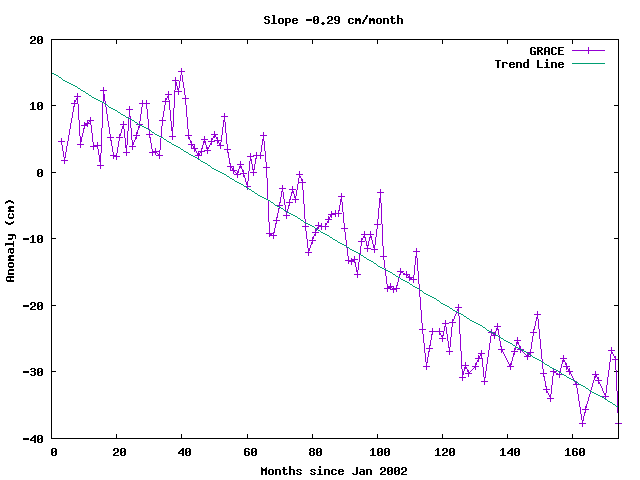 Slope -0.29 cm/month
GRACE
Trend Line
20
10
0
-10
-20
-30
-40
Anomaly (cm)
0 20 40 60 80 100 120 140 160
Months since Jan 2002